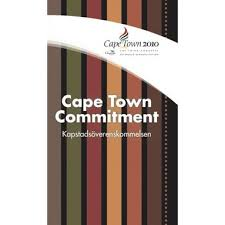 Cape Town 2010
Cape Town
Commitment
Kapstadsöverenskommelsen